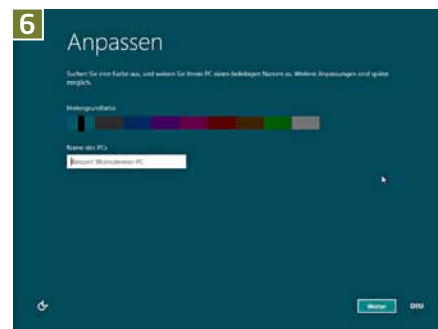 6
Anpassen
Suchen Sie eine Farbe aus, und weisen Sie Ihrem PC einen beliebigen Namen zu. Weitere Anpassungen sind später
möglich.
Hintergrundfarbe
Name des PCs
Beispiel: Wohnzimmer-PC
Weiter
DEU